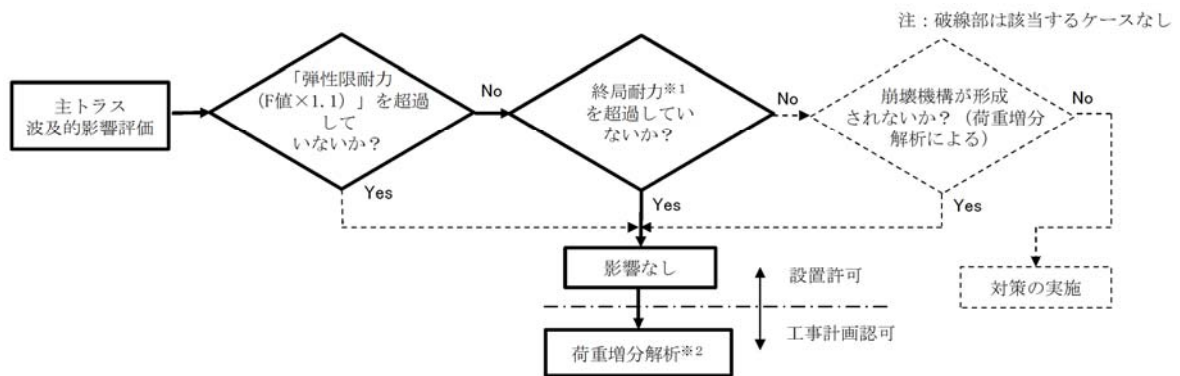 注：破線部は該当するケースなし
主トラス
波及的影響評価
「弾性限耐力
（F値×1.1）」を超過
して
いないか？
No
Yes
終局耐力※1
を超過してい
ないか？
No
Yes
崩壊機構が形成
されないか？（荷重増分
解析による）
No
Yes
影響なし
設置許可
対策の実施
工事計画認可
荷重増分解析※2